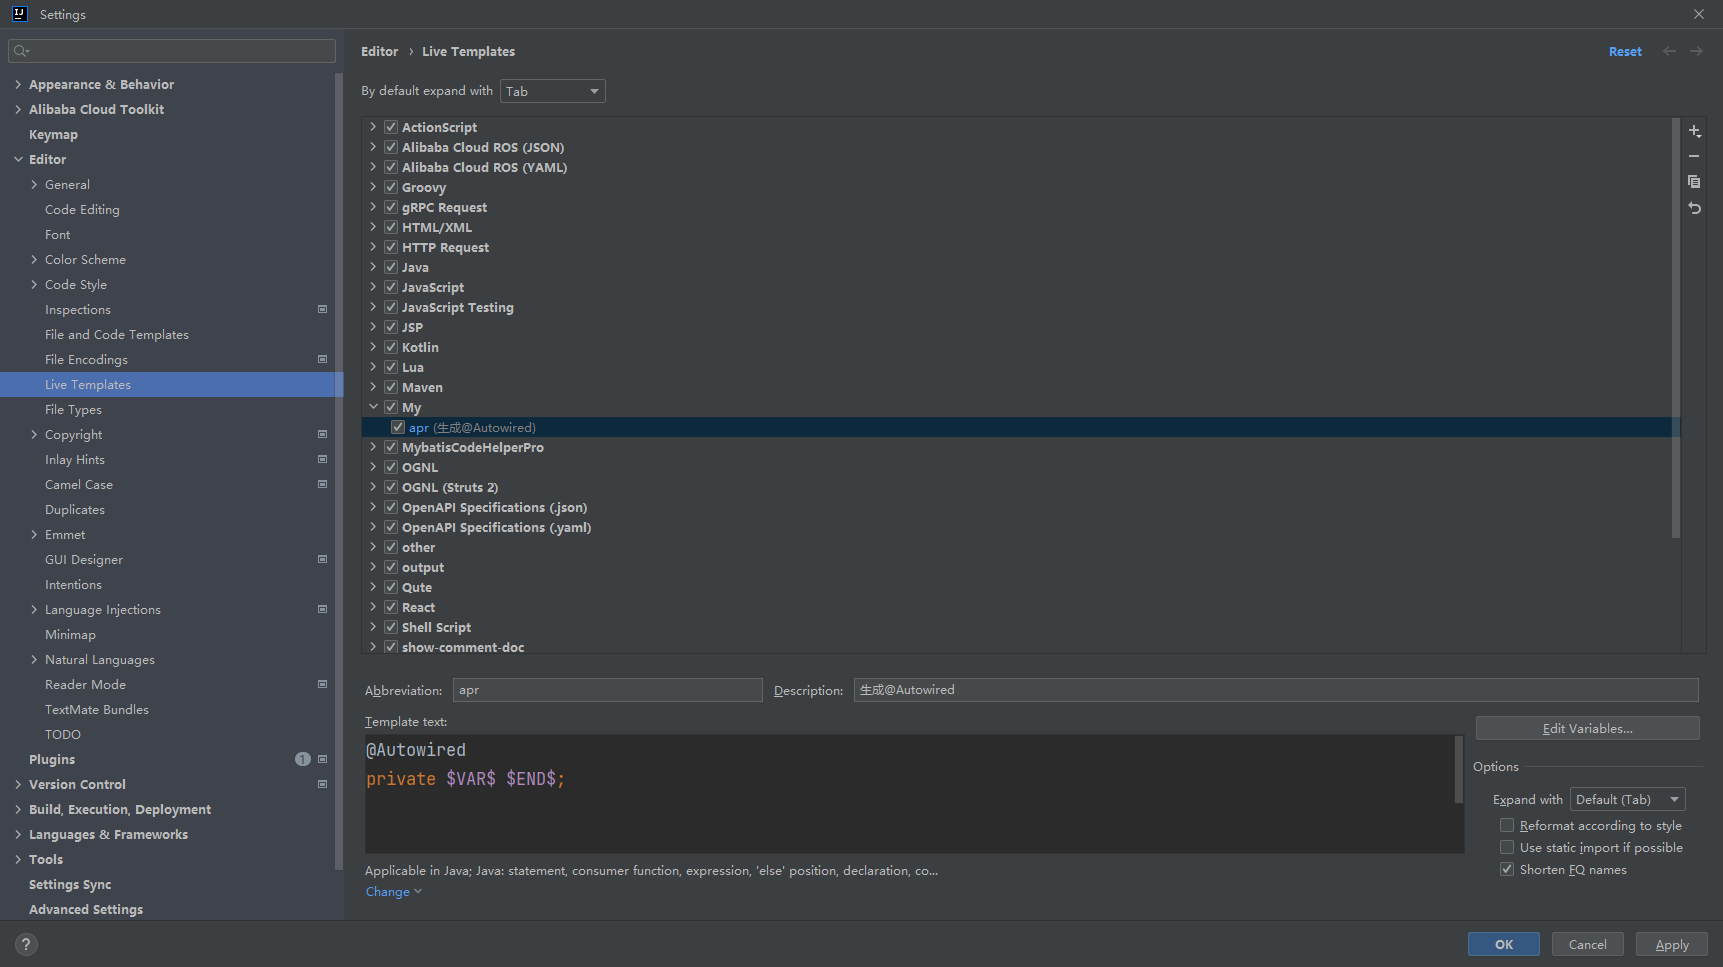 Settings
Appearance & Behavior
Alibaba Cloud Toolkit
Keymap
Editor
General
Code Editing
Font
Color Scheme
Code Style
Inspections
File and Code Templates
File Encodings
Live Templates
File Types
Copyright
Inlay Hints
Camel Case
Duplicates
Emmet
GUI Designer
Intentions
Language Injections
Minimap
Natural Languages
Reader Mode
TextMate Bundles
TODO
Plugins 1
Version Control
Build, Execution, Deployment
Languages & Frameworks
Tools
Settings Sync
Advanced Settings
Editor › Live Templates
Reset
By default expand with Tab
ActionScript
Alibaba Cloud ROS (JSON)
Alibaba Cloud ROS (YAML)
Groovy
gRPC Request
HTML/XML
HTTP Request
Java
JavaScript
JavaScript Testing
JSP
Kotlin
Lua
Maven
My
apr (生成@Autowired)
MybatisCodeHelperPro
OGNL
OGNL (Struts 2)
OpenAPI Specifications (.json)
OpenAPI Specifications (.yaml)
other
output
Qute
React
Shell Script
show-comment-doc
Abbreviation: apr Description: 生成@Autowired
Template text:
@Autowired
private $VAR$ $END$;
Applicable in Java; Java: statement, consumer function, expression, 'else' position, declaration, co...
Change
Edit Variables...
Options
Expand with Default (Tab)
Reformat according to style
Use static import if possible
Shorten FQ names
?
OK Cancel Apply